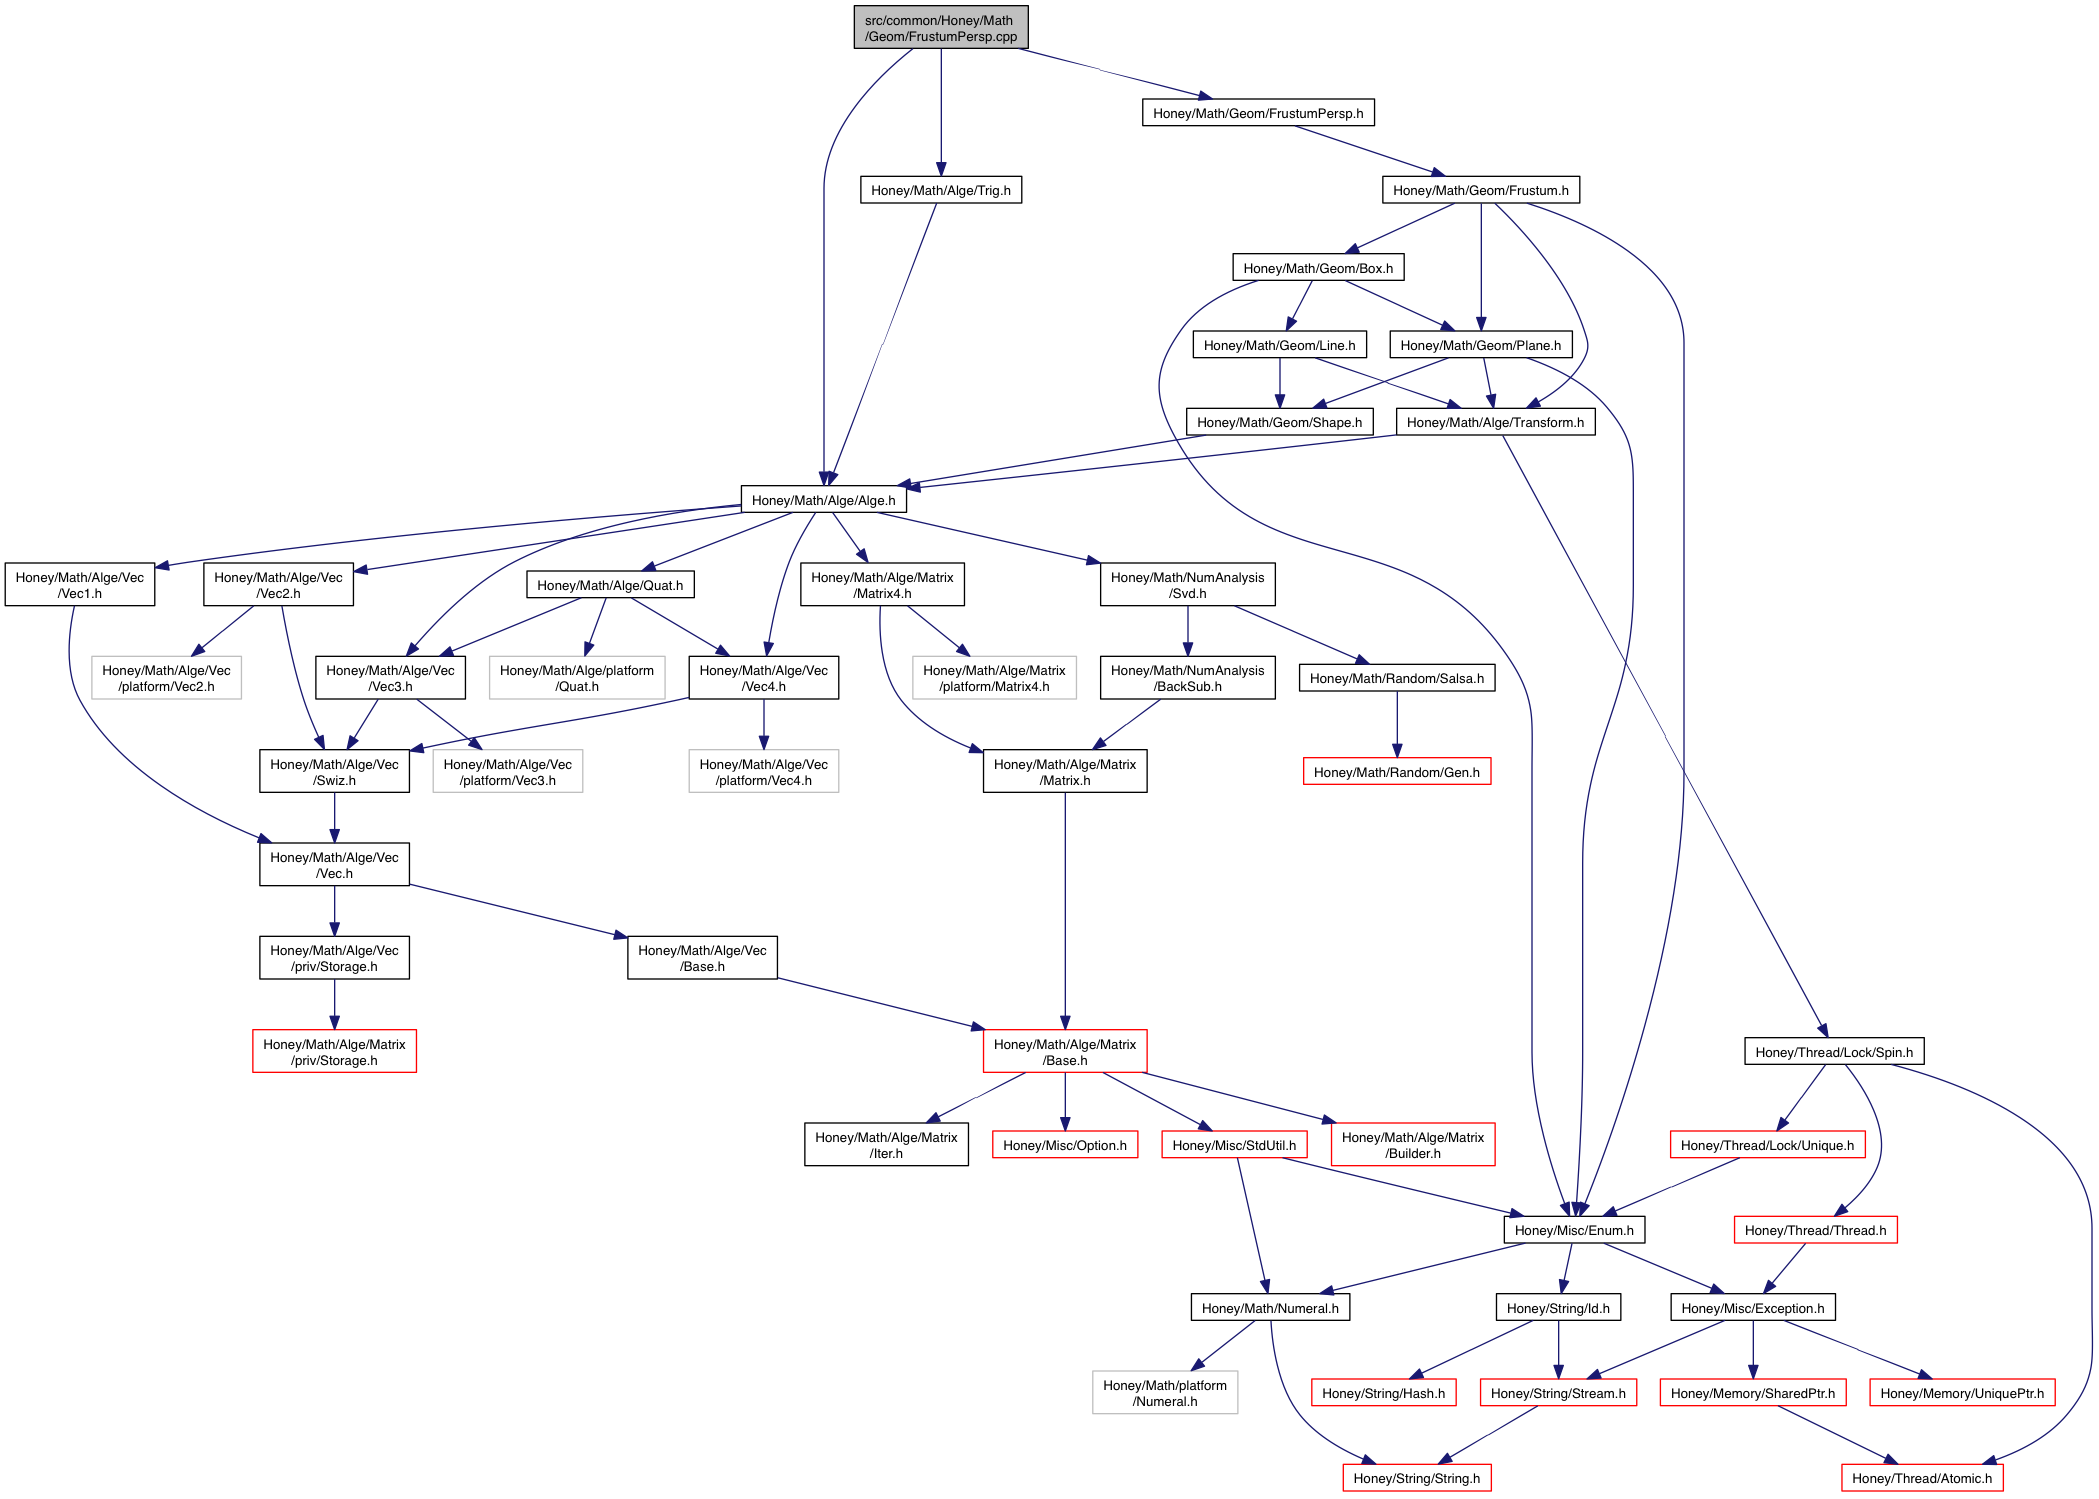 src/common/Honey/Math
/Geom/FrustumPersp.cpp
Honey/Math/Geom/FrustumPersp.h
Honey/Math/Alge/Trig.h
Honey/Math/Geom/Frustum.h
Honey/Math/Geom/Box.h
Honey/Math/Geom/Line.h
Honey/Math/Geom/Plane.h
Honey/Math/Geom/Shape.h
Honey/Math/Alge/Transform.h
Honey/Math/Alge/Alge.h
Honey/Math/Alge/Vec
/Vec1.h
Honey/Math/Alge/Vec
/Vec2.h
Honey/Math/Alge/Quat.h
Honey/Math/Alge/Matrix
/Matrix4.h
Honey/Math/NumAnalysis
/Svd.h
Honey/Math/Alge/Vec
/platform/Vec2.h
Honey/Math/Alge/Vec
/Vec3.h
Honey/Math/Alge/platform
/Quat.h
Honey/Math/Alge/Vec
/Vec4.h
Honey/Math/Alge/Matrix
/platform/Matrix4.h
Honey/Math/NumAnalysis
/BackSub.h
Honey/Math/Random/Salsa.h
Honey/Math/Alge/Vec
/Swiz.h
Honey/Math/Alge/Vec
/platform/Vec3.h
Honey/Math/Alge/Vec
/platform/Vec4.h
Honey/Math/Alge/Matrix
/Matrix.h
Honey/Math/Random/Gen.h
Honey/Math/Alge/Vec
/Vec.h
Honey/Math/Alge/Vec
/priv/Storage.h
Honey/Math/Alge/Vec
/Base.h
Honey/Math/Alge/Matrix
/priv/Storage.h
Honey/Math/Alge/Matrix
/Base.h
Honey/Thread/Lock/Spin.h
Honey/Math/Alge/Matrix
/Iter.h
Honey/Misc/Option.h
Honey/Misc/StdUtil.h
Honey/Math/Alge/Matrix
/Builder.h
Honey/Thread/Lock/Unique.h
Honey/Misc/Enum.h
Honey/Thread/Thread.h
Honey/Math/Numeral.h
Honey/String/Id.h
Honey/Misc/Exception.h
Honey/Math/platform
/Numeral.h
Honey/String/Hash.h
Honey/String/Stream.h
Honey/Memory/SharedPtr.h
Honey/Memory/UniquePtr.h
Honey/String/String.h
Honey/Thread/Atomic.h